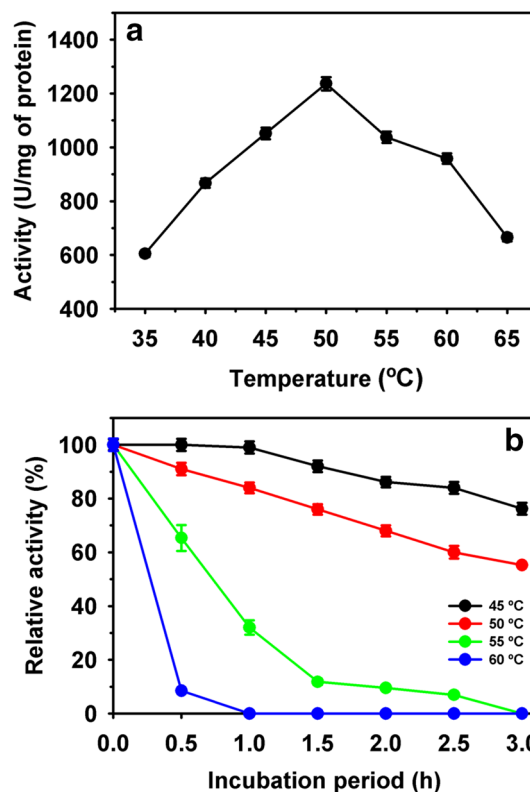 a
Activity (U/mg of protein)
1400
1200
1000
800
600
400
35 40 45 50 55 60 65
Temperature (ºC)
b
Relative activity (%)
100
80
60
40
20
0
45 ºC
50 ºC
55 ºC
60 ºC
0.0 0.5 1.0 1.5 2.0 2.5 3.0
Incubation period (h)